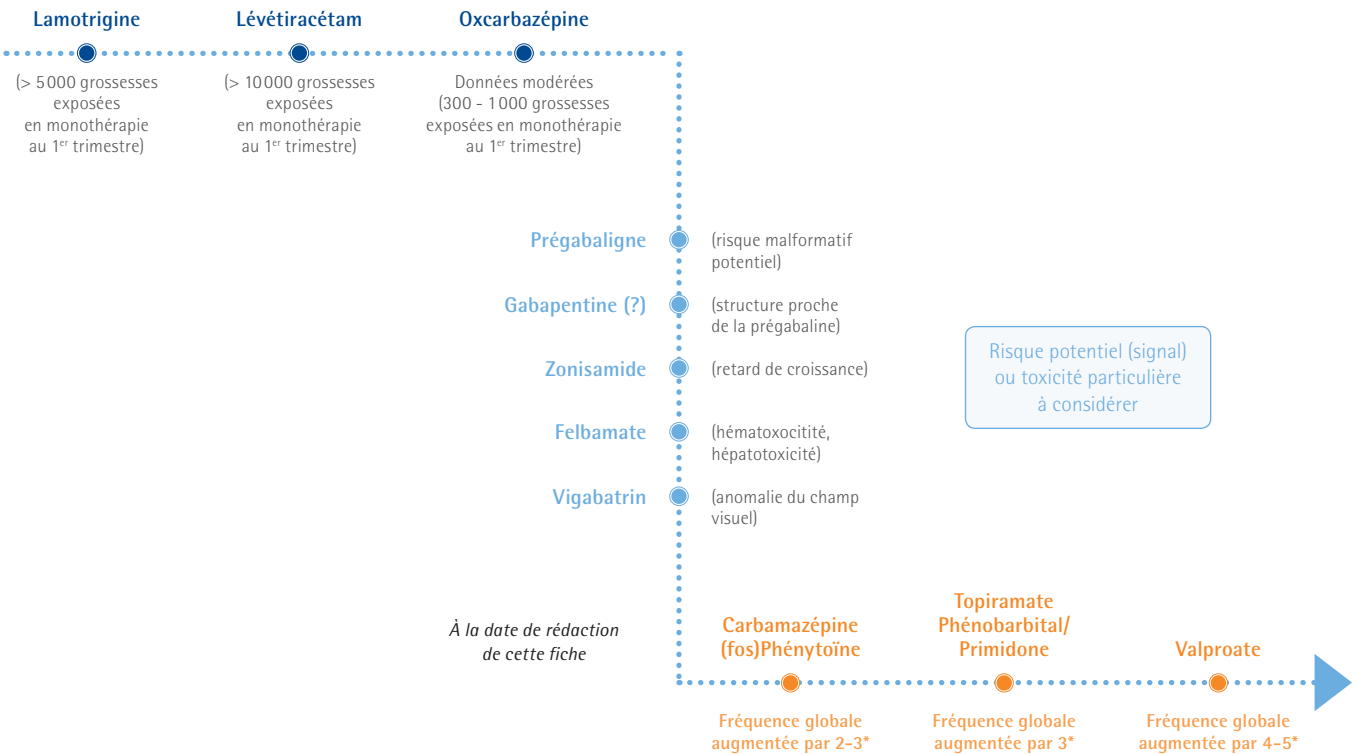 Lamotrigine
(> 5 000 grossesses
exposées
en monothérapie
au 1er trimestre)
Lévétiracétam
(> 10 000 grossesses
exposées
en monothérapie
au 1er trimestre)
Oxcarbazépine
Données modérées
(300 - 1 000 grossesses
exposées en monothérapie
au 1er trimestre)
Prégabaligne
(risque malformatif
potentiel)
Gabapentine (?)
(structure proche
de la prégabaline)
Zonisamide
(retard de croissance)
Felbamate
(hématoxocitité,
hépatotoxicité)
Vigabatrin
(anomalie du champ
visuel)
Risque potentiel (signal)
ou toxicité particulière
à considérer
À la date de rédaction
de cette fiche
Carbamazépine
(fos)Phénytoïne
Fréquence globale
augmentée par 2-3*
Topiramate
Phénobarbital/
Primidone
Fréquence globale
augmentée par 3*
Valproate
Fréquence globale
augmentée par 4-5*